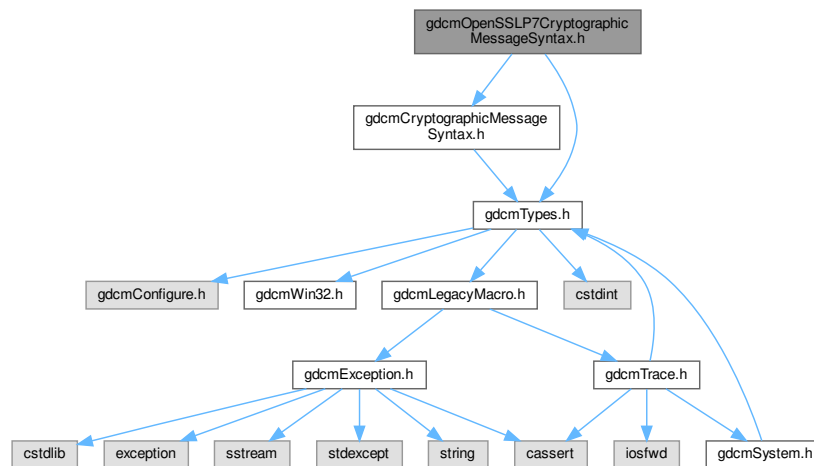 gdcmOpenSSLP7Cryptographic
MessageSyntax.h
gdcmCryptographicMessage
Syntax.h
gdcmTypes.h
gdcmConfigure.h
gdcmWin32.h
gdcmLegacyMacro.h
cstdint
gdcmException.h
gdcmTrace.h
cstdlib
exception
sstream
stdexcept
string
cassert
iosfwd
gdcmSystem.h